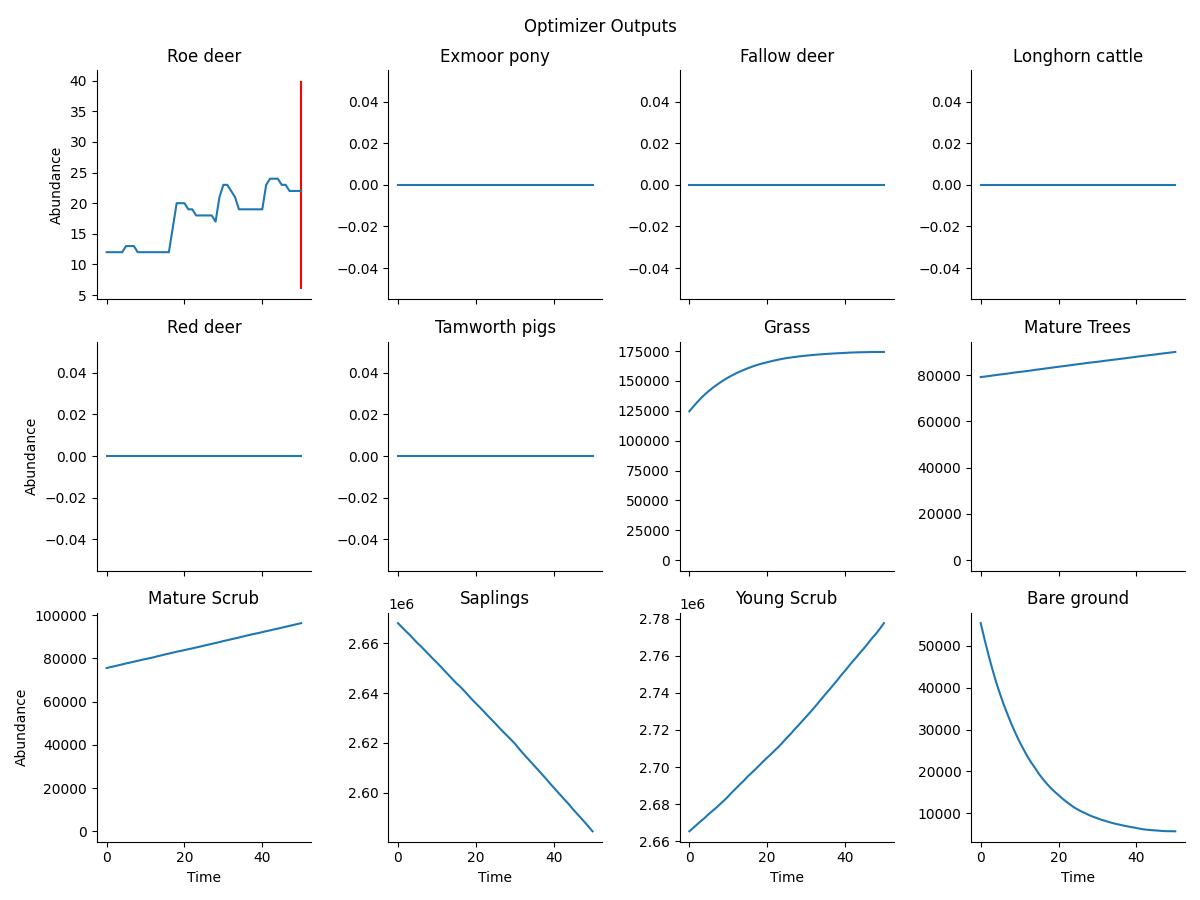 Optimizer Outputs
Roe deer
Exmoor pony
Fallow deer
Longhorn cattle
Abundance
40
35
30
25
20
15
10
5
0.04
0.02
0.00
−0.02
−0.04
0.04
0.02
0.00
−0.02
−0.04
0.04
0.02
0.00
−0.02
−0.04
Red deer
Tamworth pigs
Grass
Mature Trees
Abundance
0.04
0.02
0.00
−0.02
−0.04
0.04
0.02
0.00
−0.02
−0.04
175000
150000
125000
100000
75000
50000
25000
0
80000
60000
40000
20000
0
Mature Scrub
Saplings
Young Scrub
Bare ground
Abundance
100000
80000
60000
40000
20000
0
0 20 40
Time
1e6
2.66
2.64
2.62
2.60
0 20 40
Time
1e6
2.78
2.76
2.74
2.72
2.70
2.68
2.66
0 20 40
Time
50000
40000
30000
20000
10000
0 20 40
Time